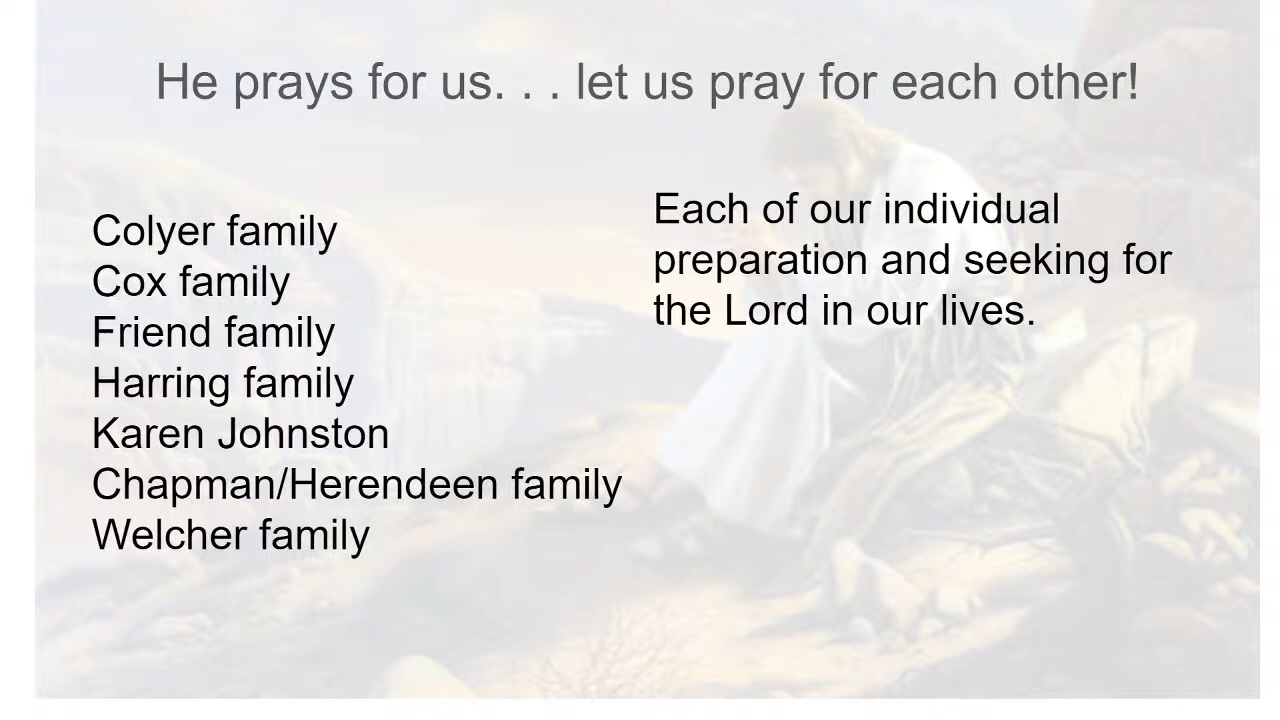 He prays for us. . . let us pray for each other!
Colyer family
Cox family
Friend family
Harring family
Karen Johnston
Chapman/Herendeen family
Welcher family
Each of our individual
preparation and seeking for
the Lord in our lives.